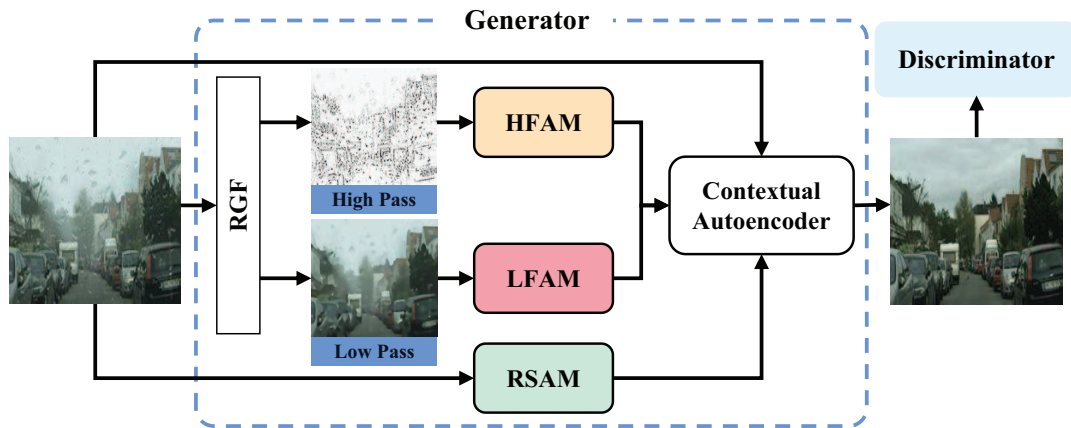 Generator
Discriminator
RGF
High Pass
HFAM
Contextual
Autoencoder
Low Pass
LFAM
RSAM